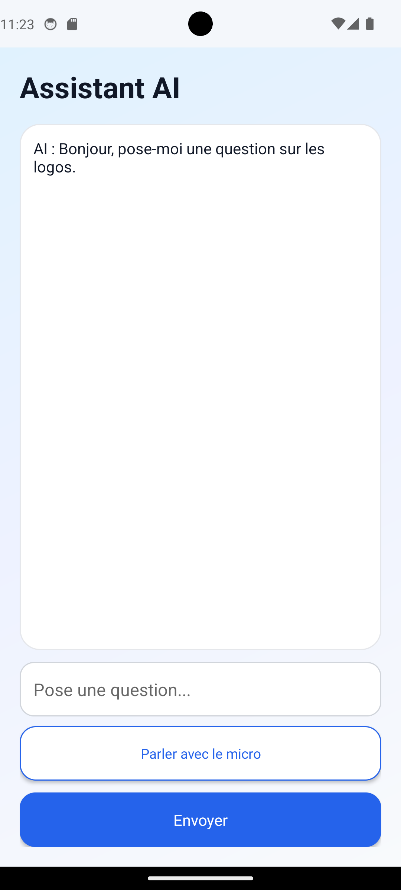 11:23
Assistant AI
AI : Bonjour, pose-moi une question sur les
logos.
Pose une question...
Parler avec le micro
Envoyer